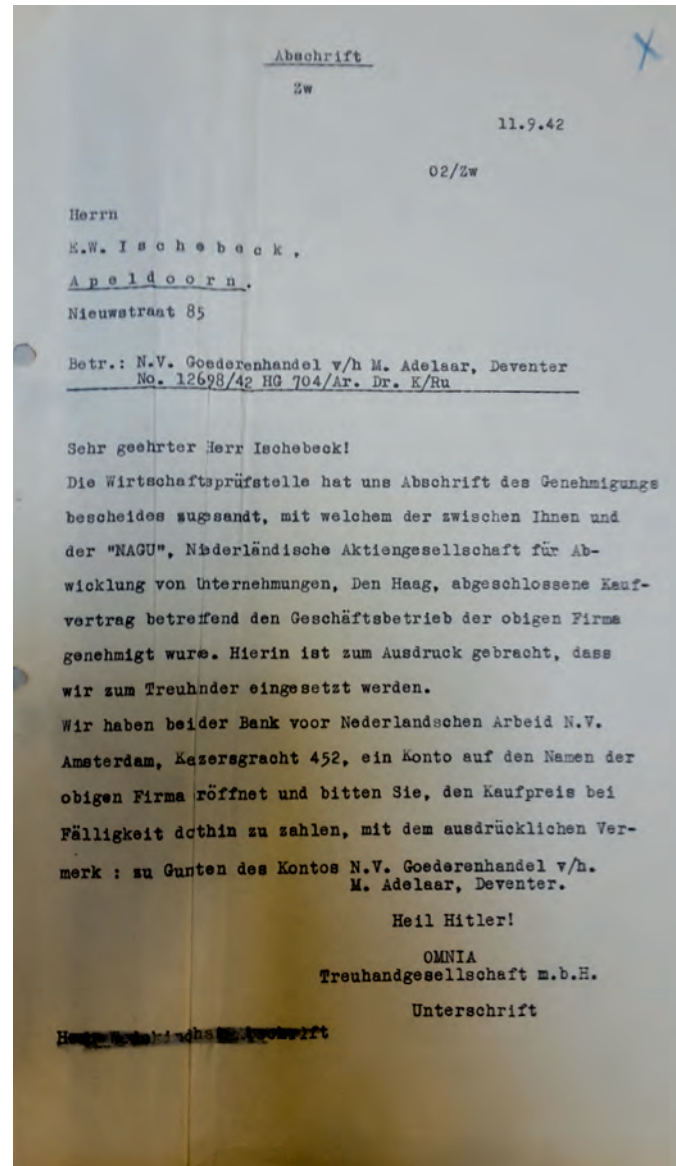 Abschrift
Zw
11.9.42
02/Zw
Herrn
E.W. I s c h e b e c k ,
A p e l d o o r n .
Nieuwstraat 85
Betr.: N.V. Goederenhandel v/h M. Adelaar, Deventer
No. 12698/42 HG 704/Ar. Dr. K/Ru
Sehr geehrter Herr Ischebeck!
Die Wirtschaftsprüfstelle hat uns Abschrift des Genehmigungs
bescheides zugesandt, mit welchem der zwischen Ihnen und
der "NAGU", Niederländische Aktiengesellschaft für Ab-
wicklung von Unternehmungen, Den Haag, abgeschlossene Kauf-
vertrag betreffend den Geschäftsbetrieb der obigen Firma
genehmigt wure. Hierin ist zum Ausdruck gebracht, dass
wir zum Treuhnder eingesetzt werden.
Wir haben beider Bank voor Nederlandschen Arbeid N.V.
Amsterdam, Kezersgracht 452, ein Konto auf den Namen der
obigen Firma röffnet und bitten Sie, den Kaufpreis bei
Fälligkeit dothin zu zahlen, mit dem ausdrücklichen Ver-
merk : zu Gunten des Kontos N.V. Goederenhandel v/h.
M. Adelaar, Deventer.
Heil Hitler!
OMNIA
Treuhandgesellschaft m.b.H.
Unterschrift